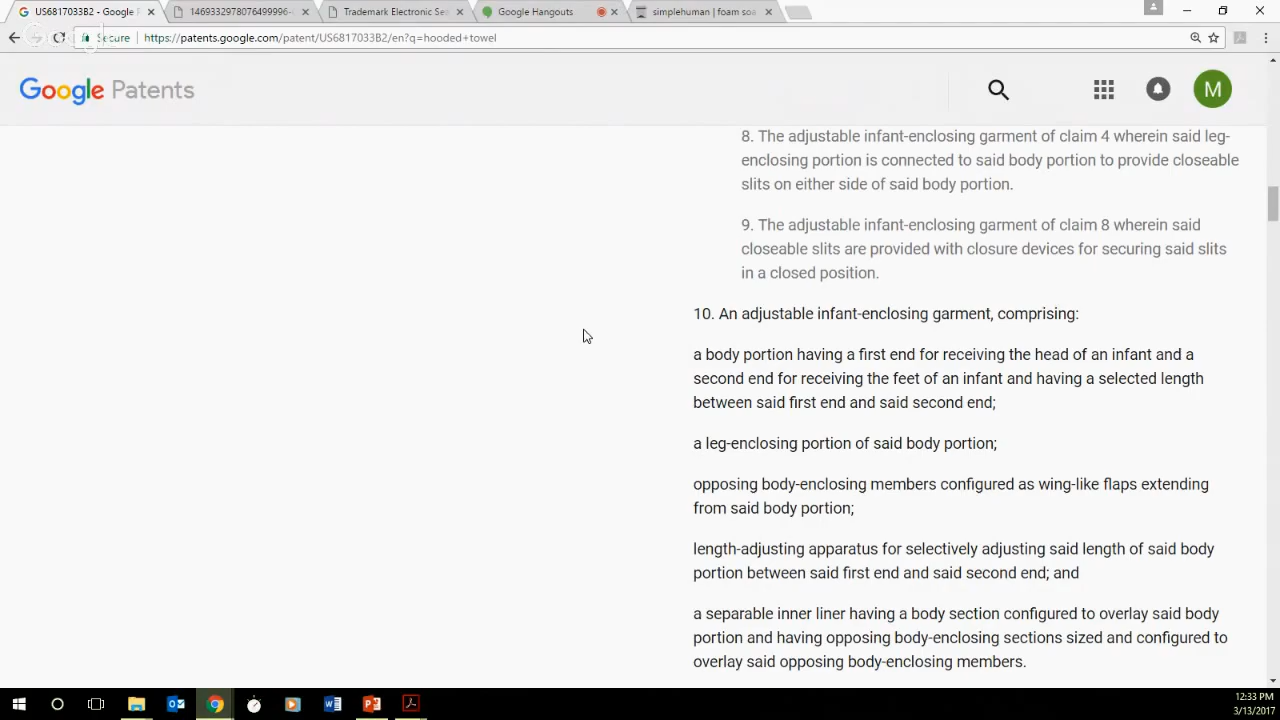 US6817033B2 - Google P
1469332978076499996-
Trademark Electronic Se
Google Hangouts
simplehuman | foam soa
Secure
https://patents.google.com/patent/US6817033B2/en?q=hooded+towel
Google Patents
M
8. The adjustable infant-enclosing garment of claim 4 wherein said leg-
enclosing portion is connected to said body portion to provide closeable
slits on either side of said body portion.
9. The adjustable infant-enclosing garment of claim 8 wherein said
closeable slits are provided with closure devices for securing said slits
in a closed position.
10. An adjustable infant-enclosing garment, comprising:
a body portion having a first end for receiving the head of an infant and a
second end for receiving the feet of an infant and having a selected length
between said first end and said second end;
a leg-enclosing portion of said body portion;
opposing body-enclosing members configured as wing-like flaps extending
from said body portion;
length-adjusting apparatus for selectively adjusting said length of said body
portion between said first end and said second end; and
a separable inner liner having a body section configured to overlay said body
portion and having opposing body-enclosing sections sized and configured to
overlay said opposing body-enclosing members.
12:33 PM
3/13/2017